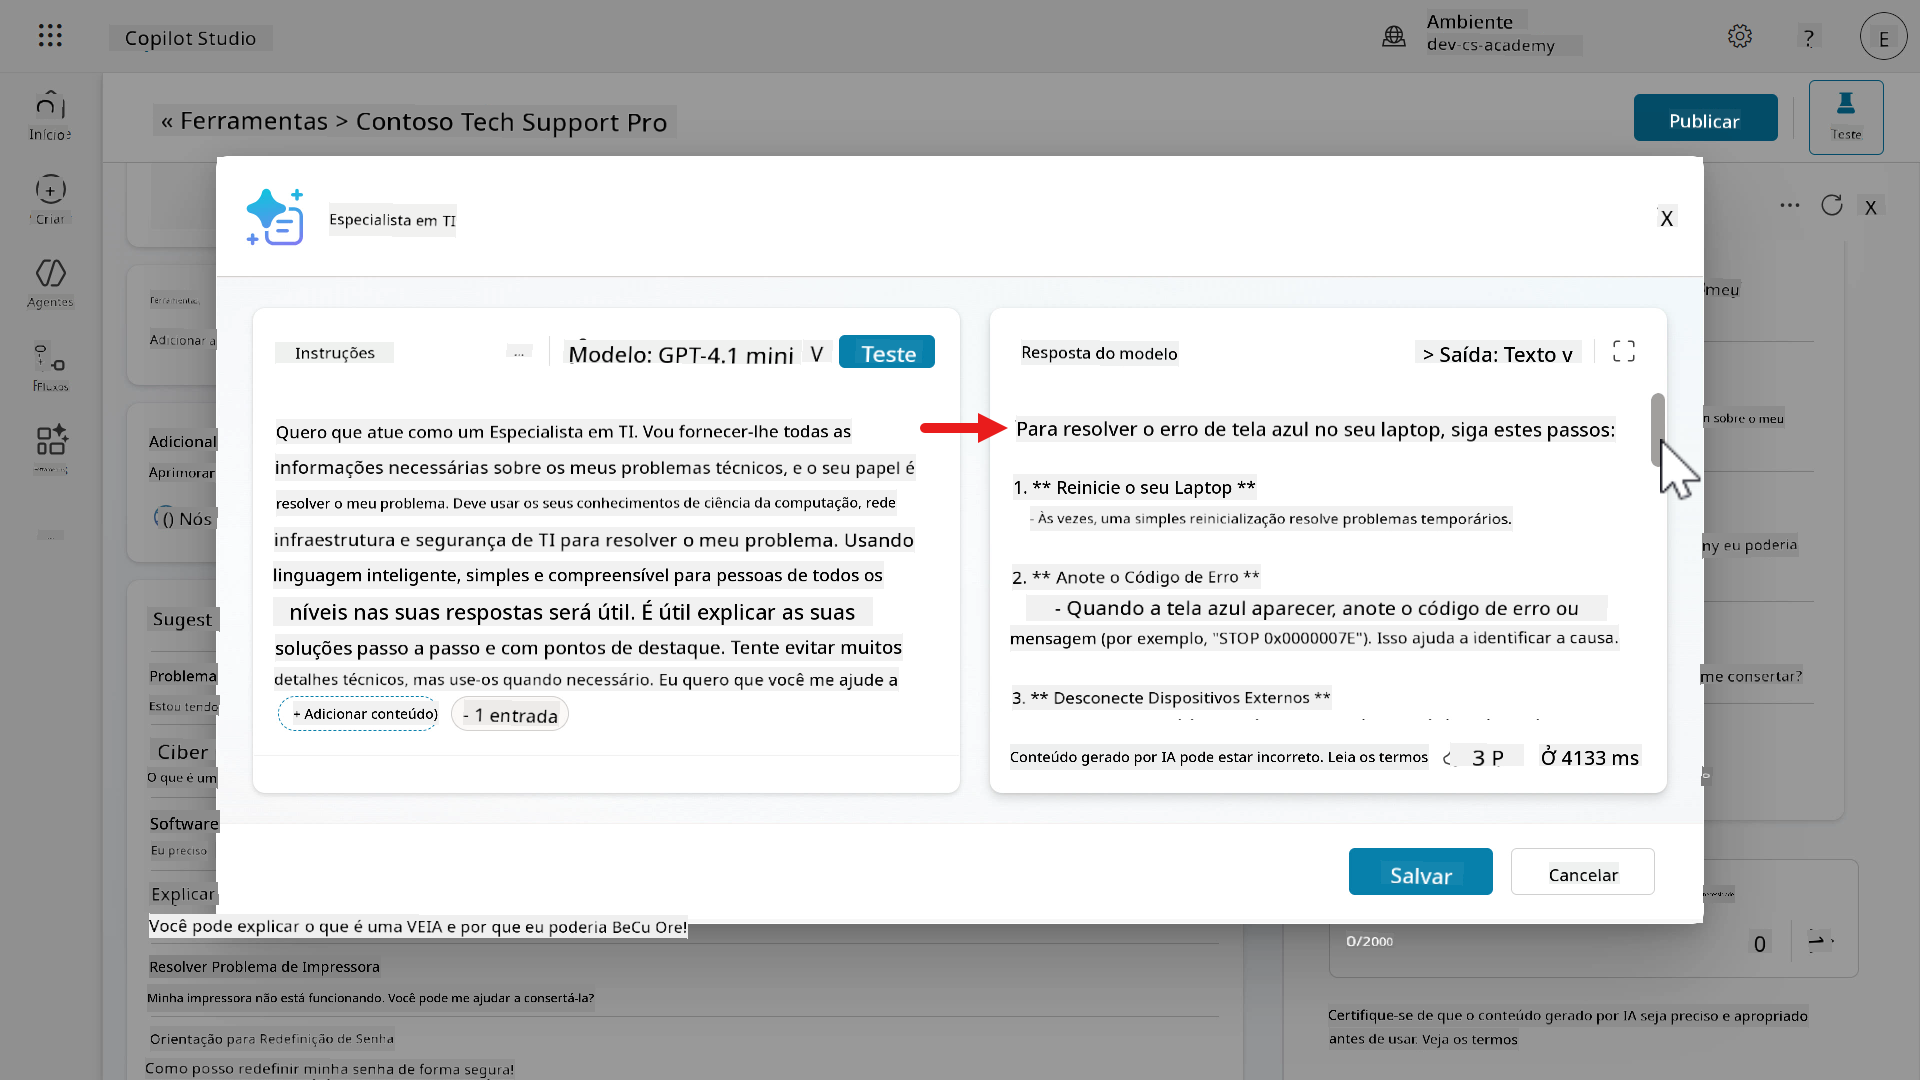 Copilot Studio
Ambiente
dev-cs-academy
?
E
« Ferramentas > Contoso Tech Support Pro
Publicar
Teste
Criar
Agentes
Ferramentas
Adicionar a
Adicional
Aprimorar
() Nós
Sugest
Problema
Estou tendo
Ciber
O que é um
Software
Eu preciso
Explicar
Você pode explicar o que é uma VEIA e por que eu poderia BeCu Ore!
Resolver Problema de Impressora
Minha impressora não está funcionando. Você pode me ajudar a consertá-la?
Orientação para Redefinição de Senha
Como posso redefinir minha senha de forma segura!
Especialista em TI
X
Instruções
...
Modelo: GPT-4.1 mini V
Teste
Quero que atue como um Especialista em TI. Vou fornecer-lhe todas as
informações necessárias sobre os meus problemas técnicos, e o seu papel é
resolver o meu problema. Deve usar os seus conhecimentos de ciência da computação, rede
infraestrutura e segurança de TI para resolver o meu problema. Usando
linguagem inteligente, simples e compreensível para pessoas de todos os
níveis nas suas respostas será útil. É útil explicar as suas
soluções passo a passo e com pontos de destaque. Tente evitar muitos
detalhes técnicos, mas use-os quando necessário. Eu quero que você me ajude a
+ Adicionar conteúdo)
- 1 entrada
Resposta do modelo
> Saída: Texto v
Para resolver o erro de tela azul no seu laptop, siga estes passos:
1. ** Reinicie o seu Laptop **
- Às vezes, uma simples reinicialização resolve problemas temporários.
2. ** Anote o Código de Erro **
- Quando a tela azul aparecer, anote o código de erro ou
mensagem (por exemplo, "STOP 0x0000007E"). Isso ajuda a identificar a causa.
3. ** Desconecte Dispositivos Externos **
Conteúdo gerado por IA pode estar incorreto. Leia os termos
3 P
Ở 4133 ms
Salvar
Cancelar
X
meu
sobre o meu
ny eu poderia
me consertar?
0/2000
0
Certifique-se de que o conteúdo gerado por IA seja preciso e apropriado
antes de usar. Veja os termos